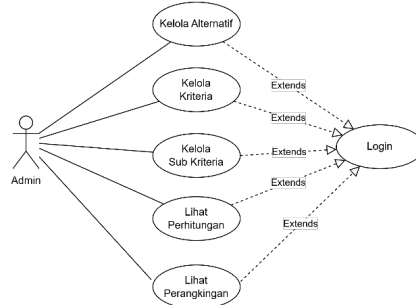 Kelola Alternatif
Extends
Kelola
Kriteria
Extends
Kelola
Sub Kriteria
Extends
Login
Admin
Extends
Lihat
Perhitungan
Extends
Lihat
Perangkingan